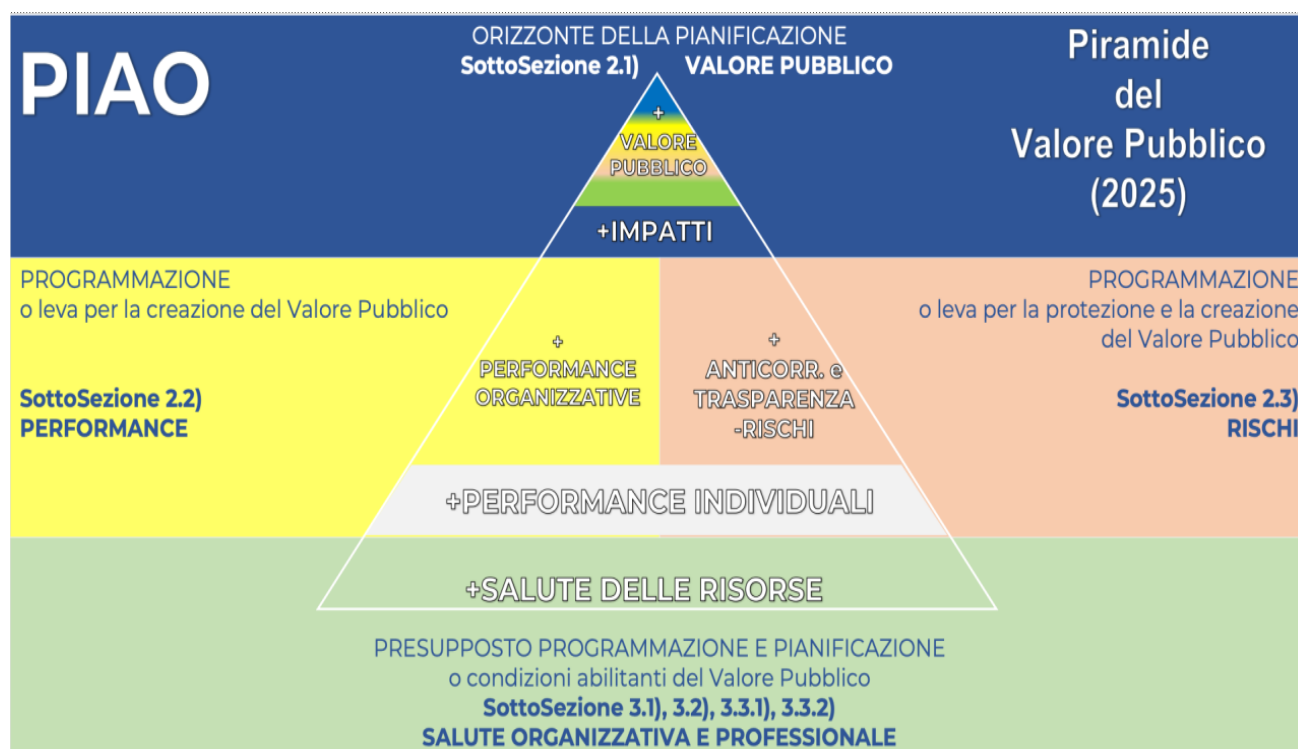 PIAO
ORIZZONTE DELLA PIANIFICAZIONE
SottoSezione 2.1) VALORE PUBBLICO
Piramide
del
Valore Pubblico
(2025)
+
VALORE
PUBBLICO
+IMPATTI
PROGRAMMAZIONE
o leva per la creazione del Valore Pubblico
SottoSezione 2.2)
PERFORMANCE
+
PERFORMANCE
ORGANIZZATIVE
+
ANTICORR. e
TRASPARENZA
-RISCHI
PROGRAMMAZIONE
o leva per la protezione e la creazione
del Valore Pubblico
SottoSezione 2.3)
RISCHI
+PERFORMANCE INDIVIDUALI
+SALUTE DELLE RISORSE
PRESUPPOSTO PROGRAMMAZIONE E PIANIFICAZIONE
o condizioni abilitanti del Valore Pubblico
SottoSezione 3.1), 3.2), 3.3.1), 3.3.2)
SALUTE ORGANIZZATIVA E PROFESSIONALE